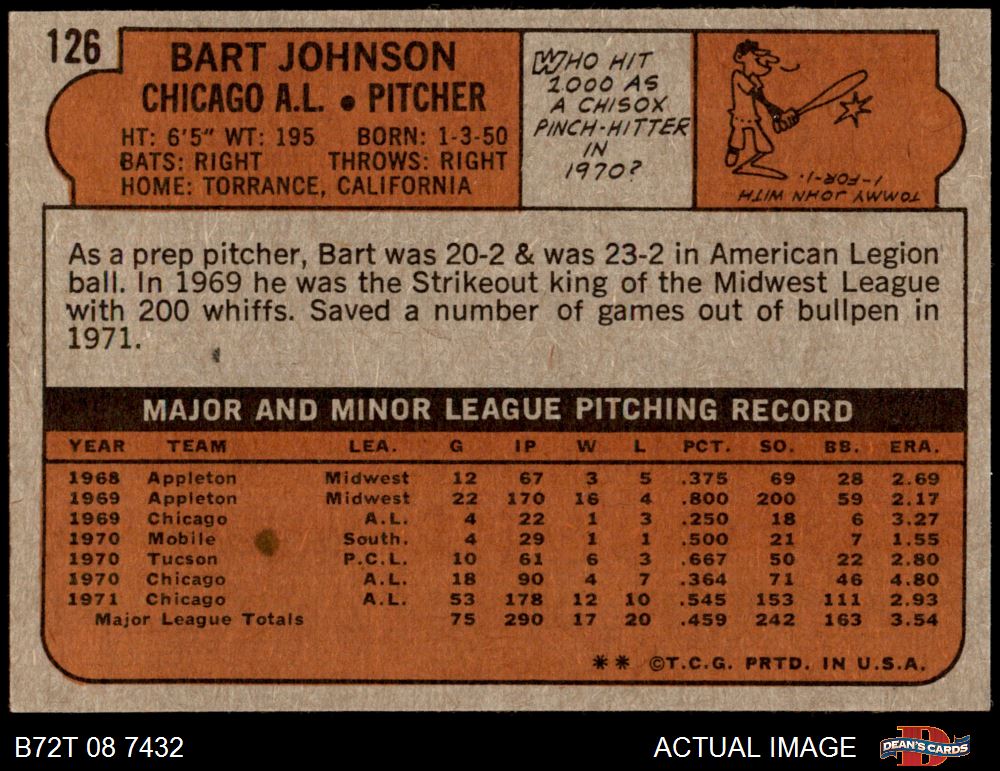 126
BART JOHNSON
CHICAGO A.L. • PITCHER
HT: 6'5" WT: 195 BORN: 1-3-50
BATS: RIGHT THROWS: RIGHT
HOME: TORRANCE, CALIFORNIA
WHO HIT
1.000 AS
A CHISOX
PINCH-HITTER
IN
1970?
TOMMY JOHN WITH
1-FOR-1.
As a prep pitcher, Bart was 20-2 & was 23-2 in American Legion
ball. In 1969 he was the Strikeout king of the Midwest League
with 200 whiffs. Saved a number of games out of bullpen in
1971.
MAJOR AND MINOR LEAGUE PITCHING RECORD
YEAR TEAM LEA. G IP W L PCT. SO. BB. ERA.
1968 Appleton Midwest 12 67 3 5 .375 69 28 2.69
1969 Appleton Midwest 22 170 16 4 .800 200 59 2.17
1969 Chicago A.L. 4 22 1 3 .250 18 6 3.27
1970 Mobile South. 4 29 1 1 .500 21 7 1.55
1970 Tucson P.C.L. 10 61 6 3 .667 50 22 2.80
1970 Chicago A.L. 18 90 4 7 .364 71 46 4.80
1971 Chicago A.L. 53 178 12 10 .545 153 111 2.93
Major League Totals 75 290 17 20 .459 242 163 3.54
** ©T.C.G. PRTD. IN U.S.A.
B72T 08 7432
ACTUAL IMAGE
DEAN'S CARDS